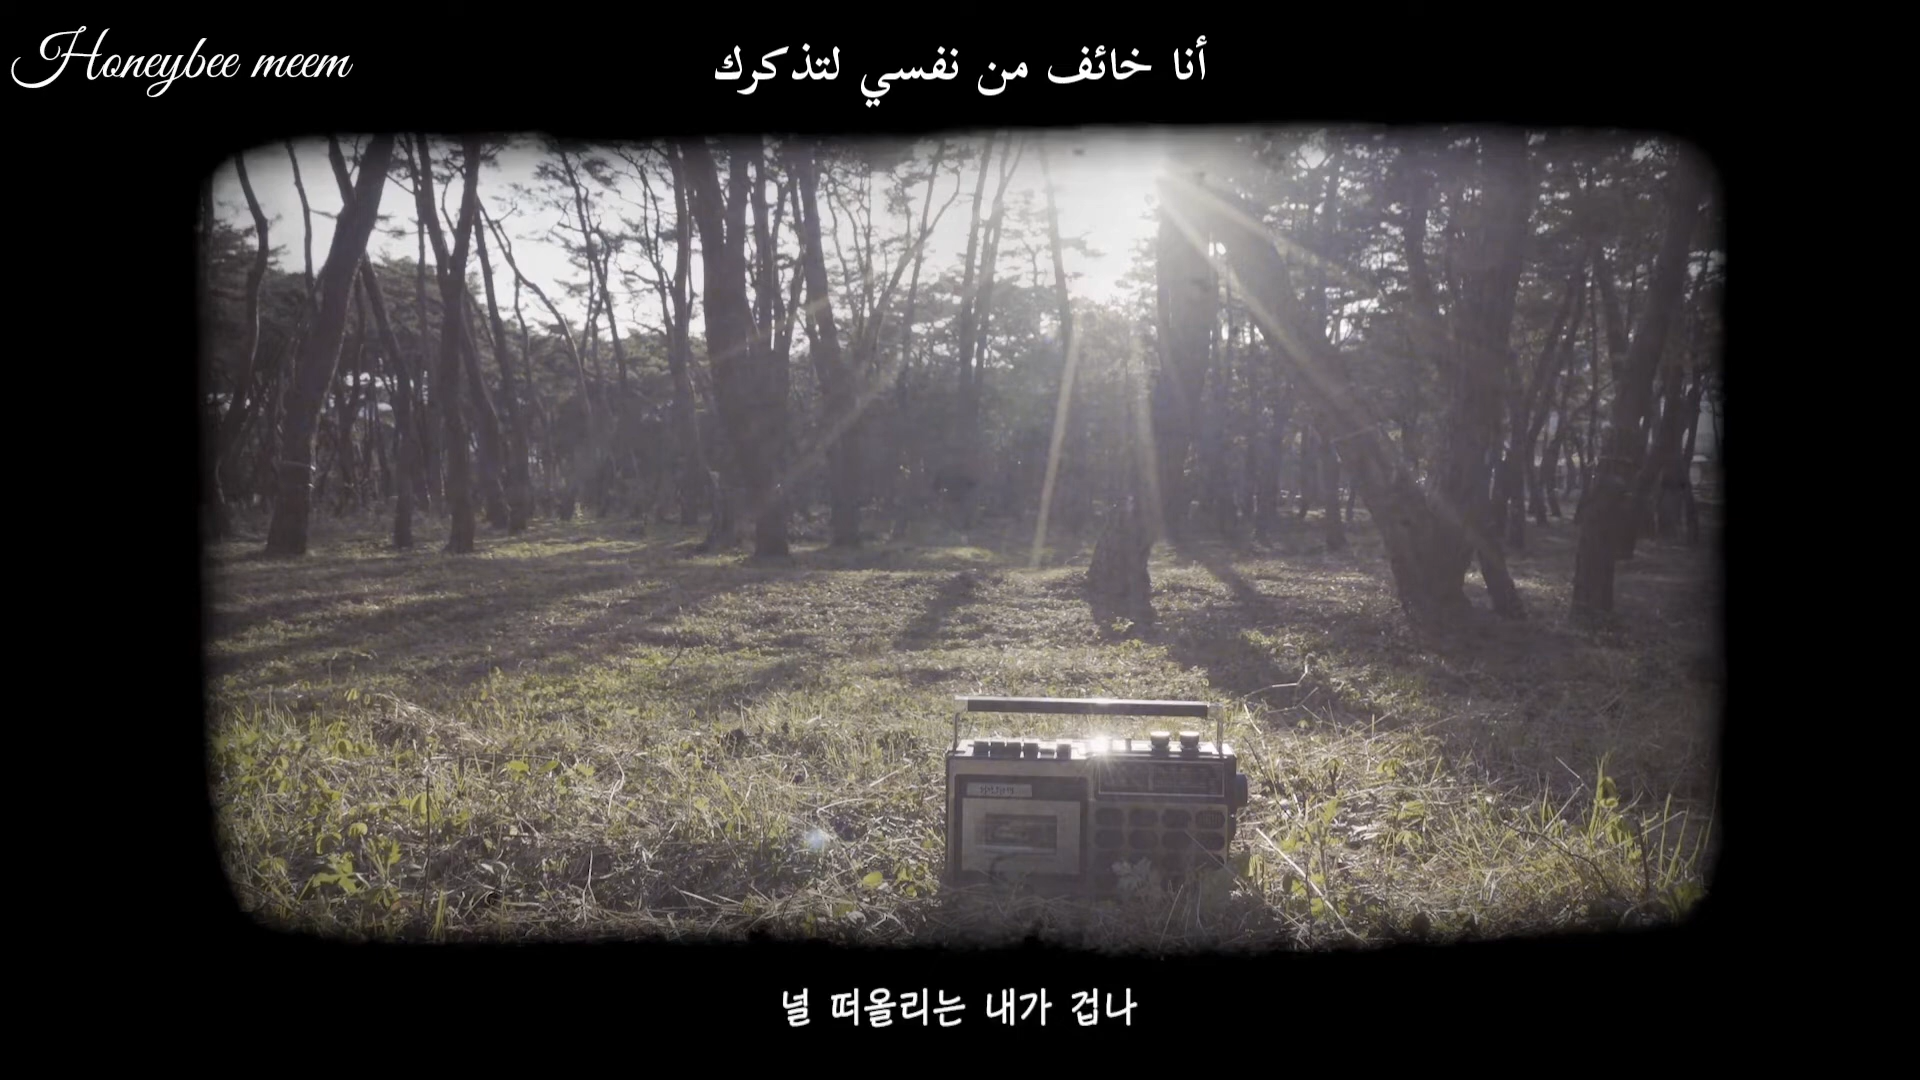 Honeybee meem
أنا خائف من نفسي لتذكرك
널 떠올리는 내가 겁나